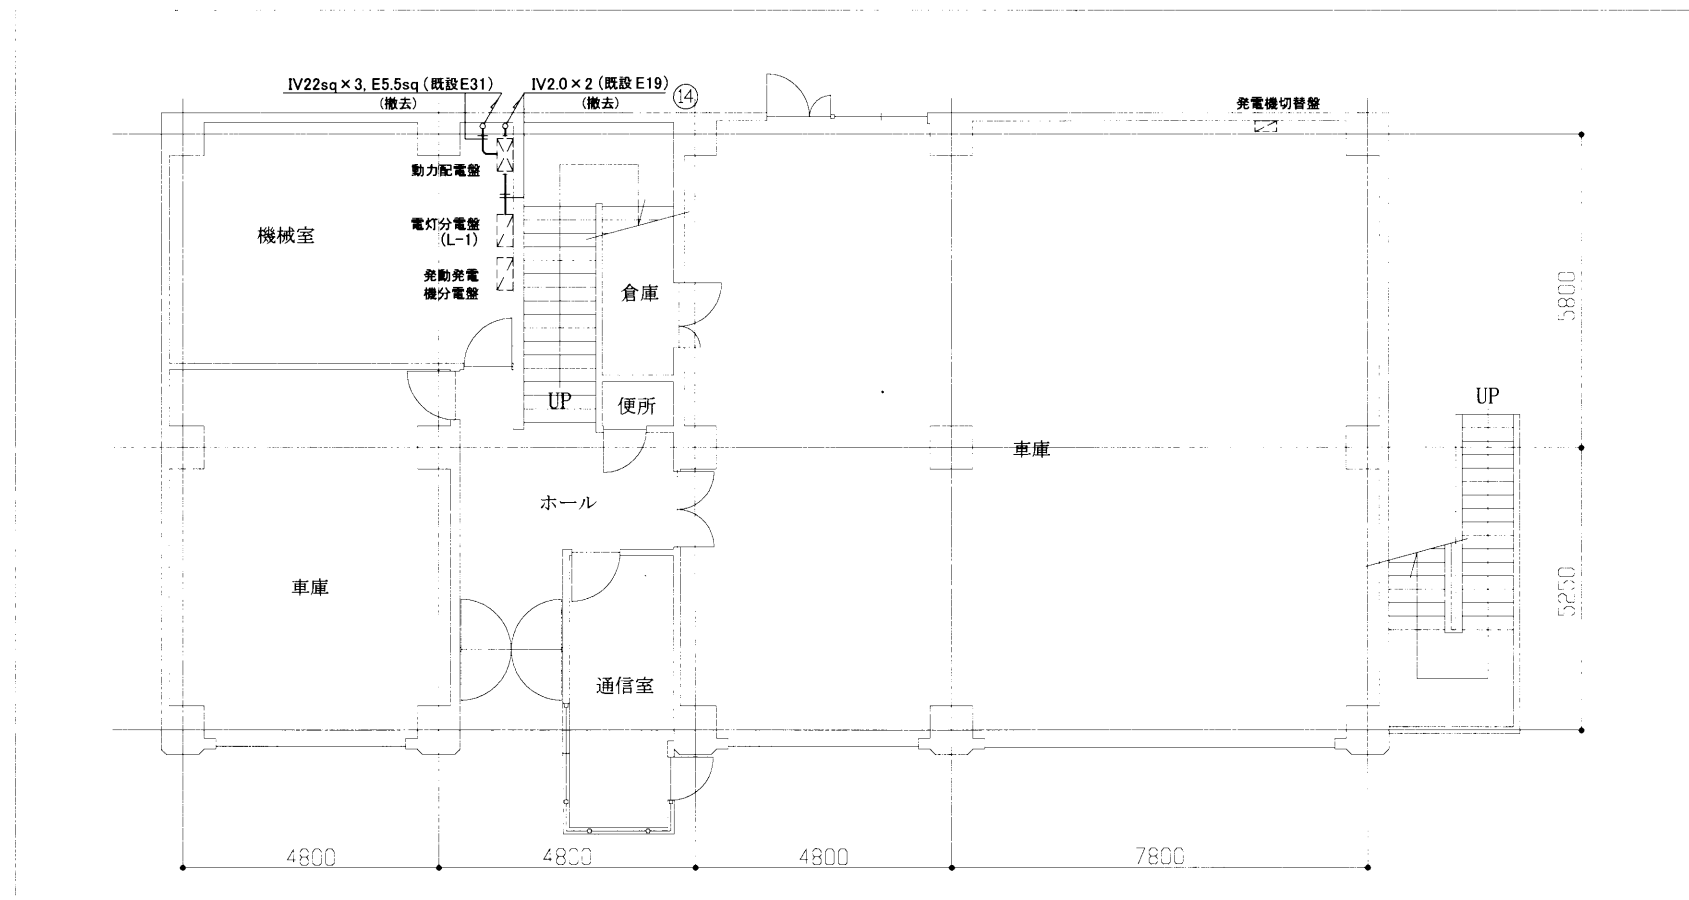 IV22sq×3, E5.5sq (既設E31)
(撤去)
IV2.0×2 (既設E19)
(撤去)
14
発電機切替盤
動力配電盤
機械室
電灯分電盤
(L-1)
発動発電
機分電盤
倉庫
5800
UP
便所
UP
車庫
ホール
車庫
5250
通信室
4800
4800
4800
7800